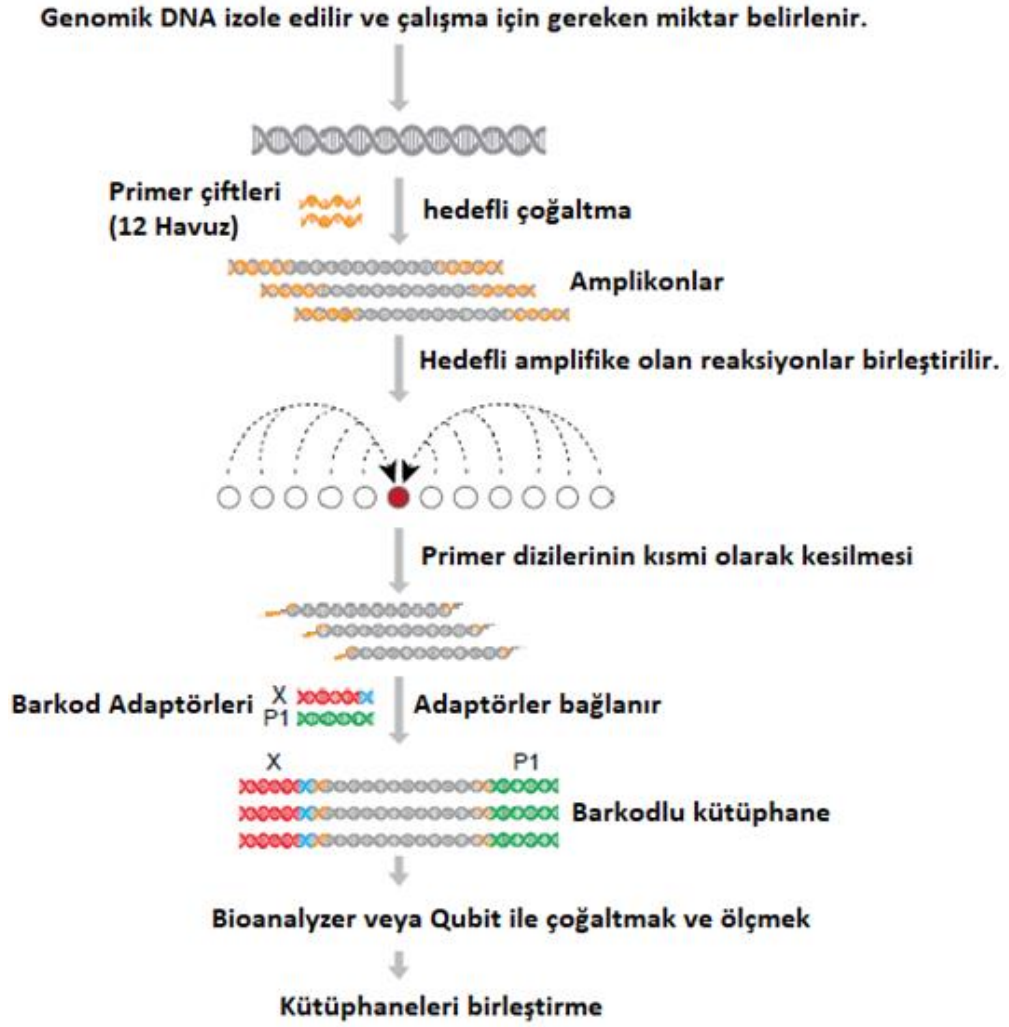 Genomik DNA izole edilir ve çalışma için gereken miktar belirlenir.
Primer çiftleri
(12 Havuz)
hedefli çoğaltma
Amplikonlar
Hedefli amplifike olan reaksiyonlar birleştirilir.
Primer dizilerinin kısmi olarak kesilmesi
Barkod Adaptörleri
X
P1
Adaptörler bağlanır
X
P1
Barkodlu kütüphane
Bioanalyzer veya Qubit ile çoğaltmak ve ölçmek
Kütüphaneleri birleştirme